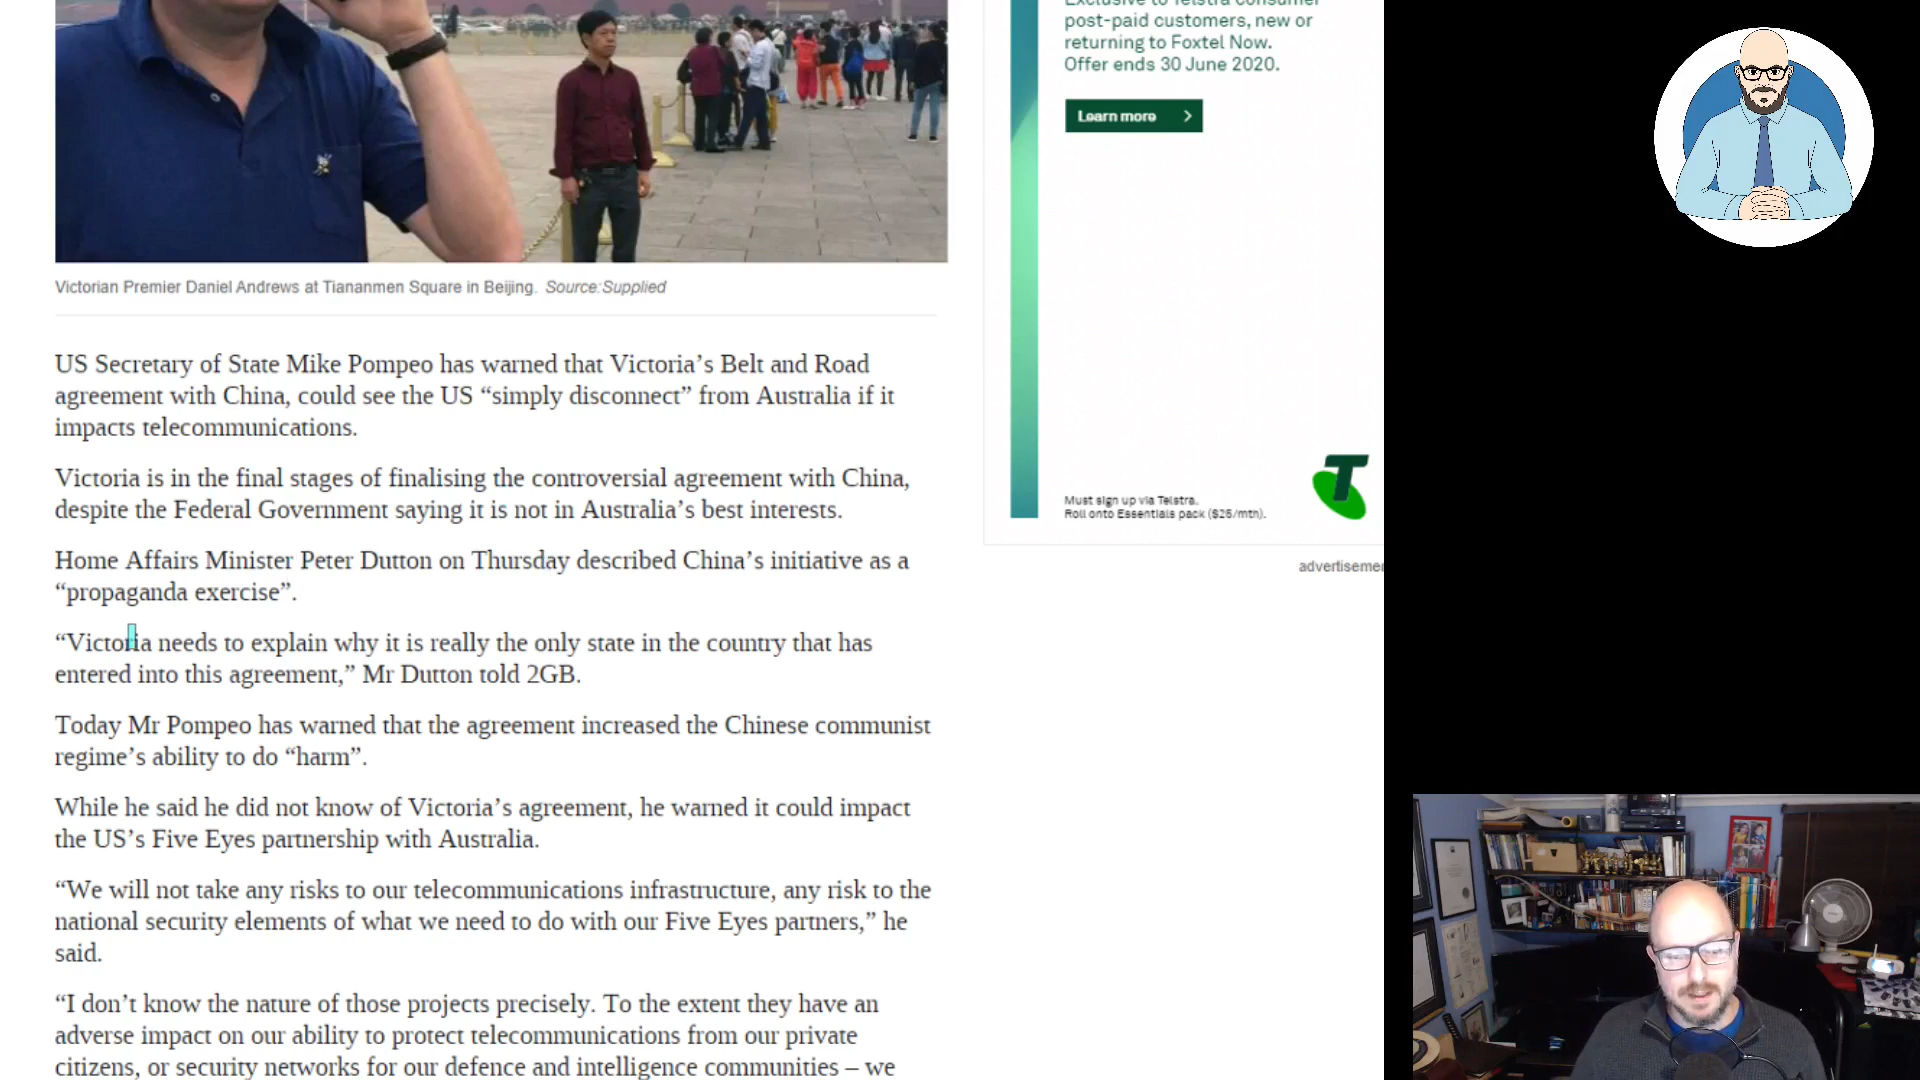 Exclusive to Telstra consumer
post-paid customers, new or
returning to Foxtel Now.
Offer ends 30 June 2020.
Learn more
Victorian Premier Daniel Andrews at Tiananmen Square in Beijing. Source:Supplied
US Secretary of State Mike Pompeo has warned that Victoria’s Belt and Road
agreement with China, could see the US “simply disconnect” from Australia if it
impacts telecommunications.
Victoria is in the final stages of finalising the controversial agreement with China,
despite the Federal Government saying it is not in Australia’s best interests.
Must sign up via Telstra.
Roll onto Essentials pack ($25/mth).
Home Affairs Minister Peter Dutton on Thursday described China’s initiative as a
“propaganda exercise”.
advertisemen
“Victoria needs to explain why it is really the only state in the country that has
entered into this agreement,” Mr Dutton told 2GB.
Today Mr Pompeo has warned that the agreement increased the Chinese communist
regime’s ability to do “harm”.
While he said he did not know of Victoria’s agreement, he warned it could impact
the US’s Five Eyes partnership with Australia.
“We will not take any risks to our telecommunications infrastructure, any risk to the
national security elements of what we need to do with our Five Eyes partners,” he
said.
“I don’t know the nature of those projects precisely. To the extent they have an
adverse impact on our ability to protect telecommunications from our private
citizens, or security networks for our defence and intelligence communities – we